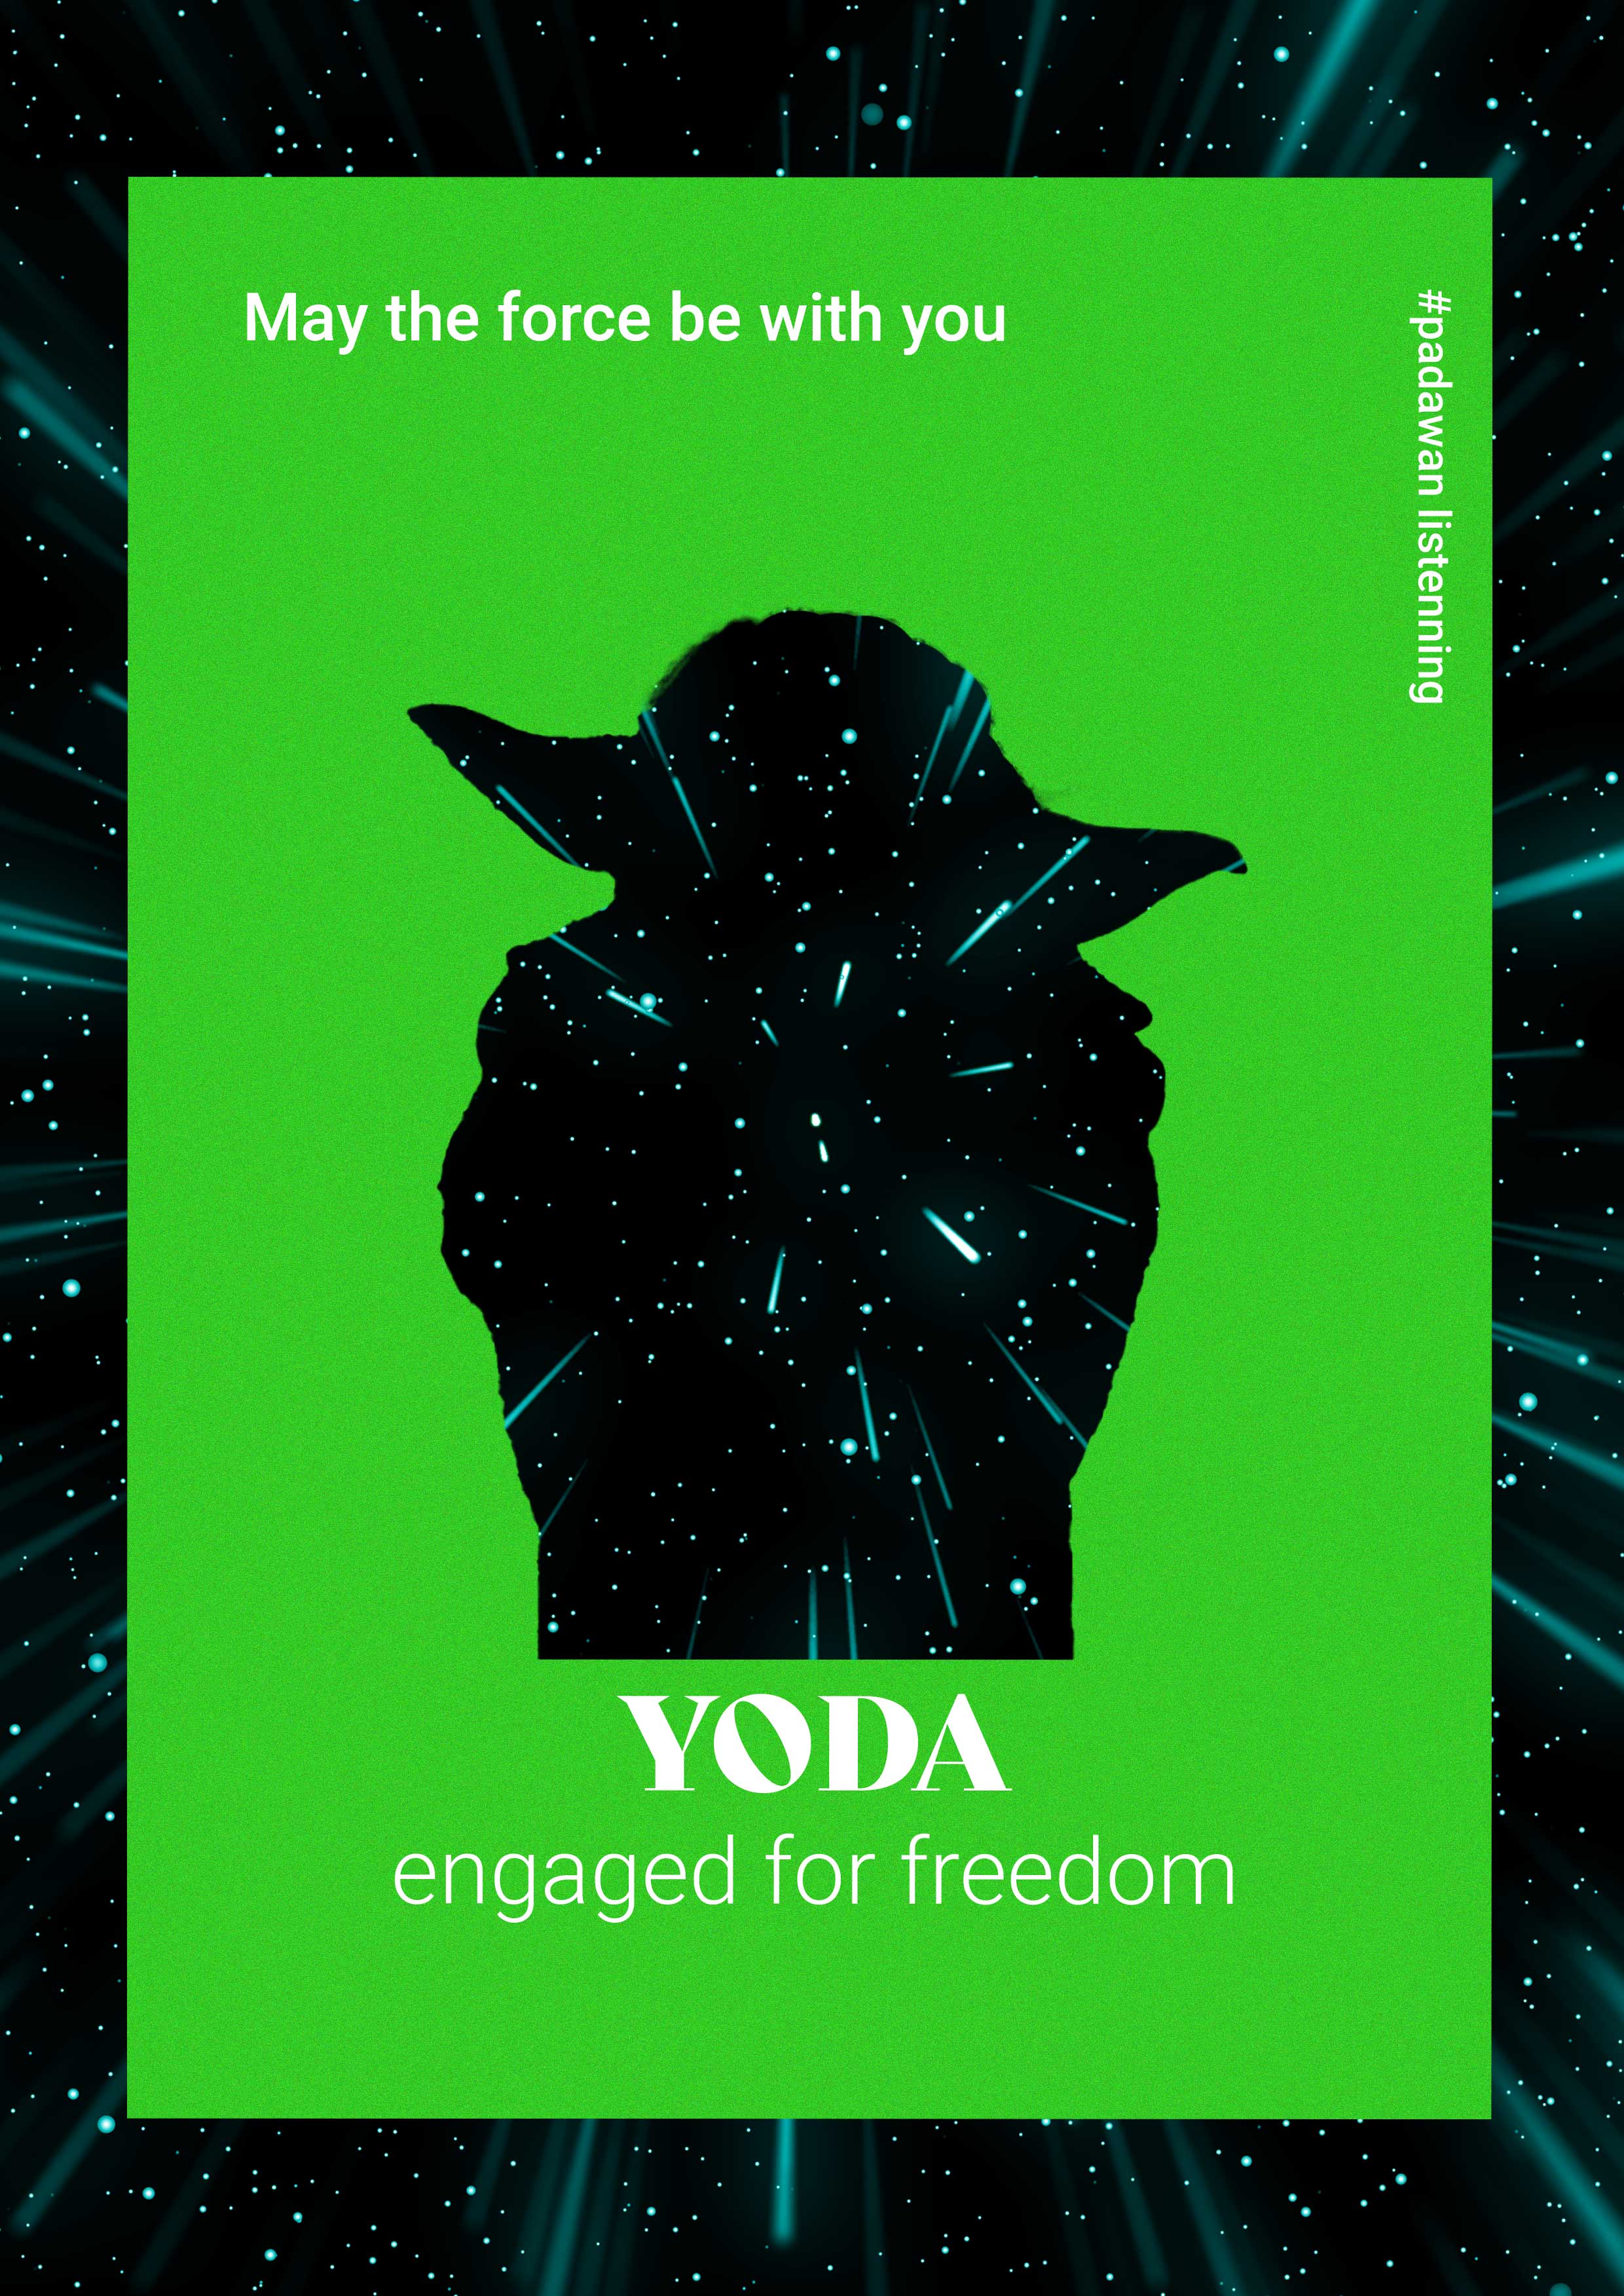 May the force be with you
#padawan listenning
YODA
engaged for freedom